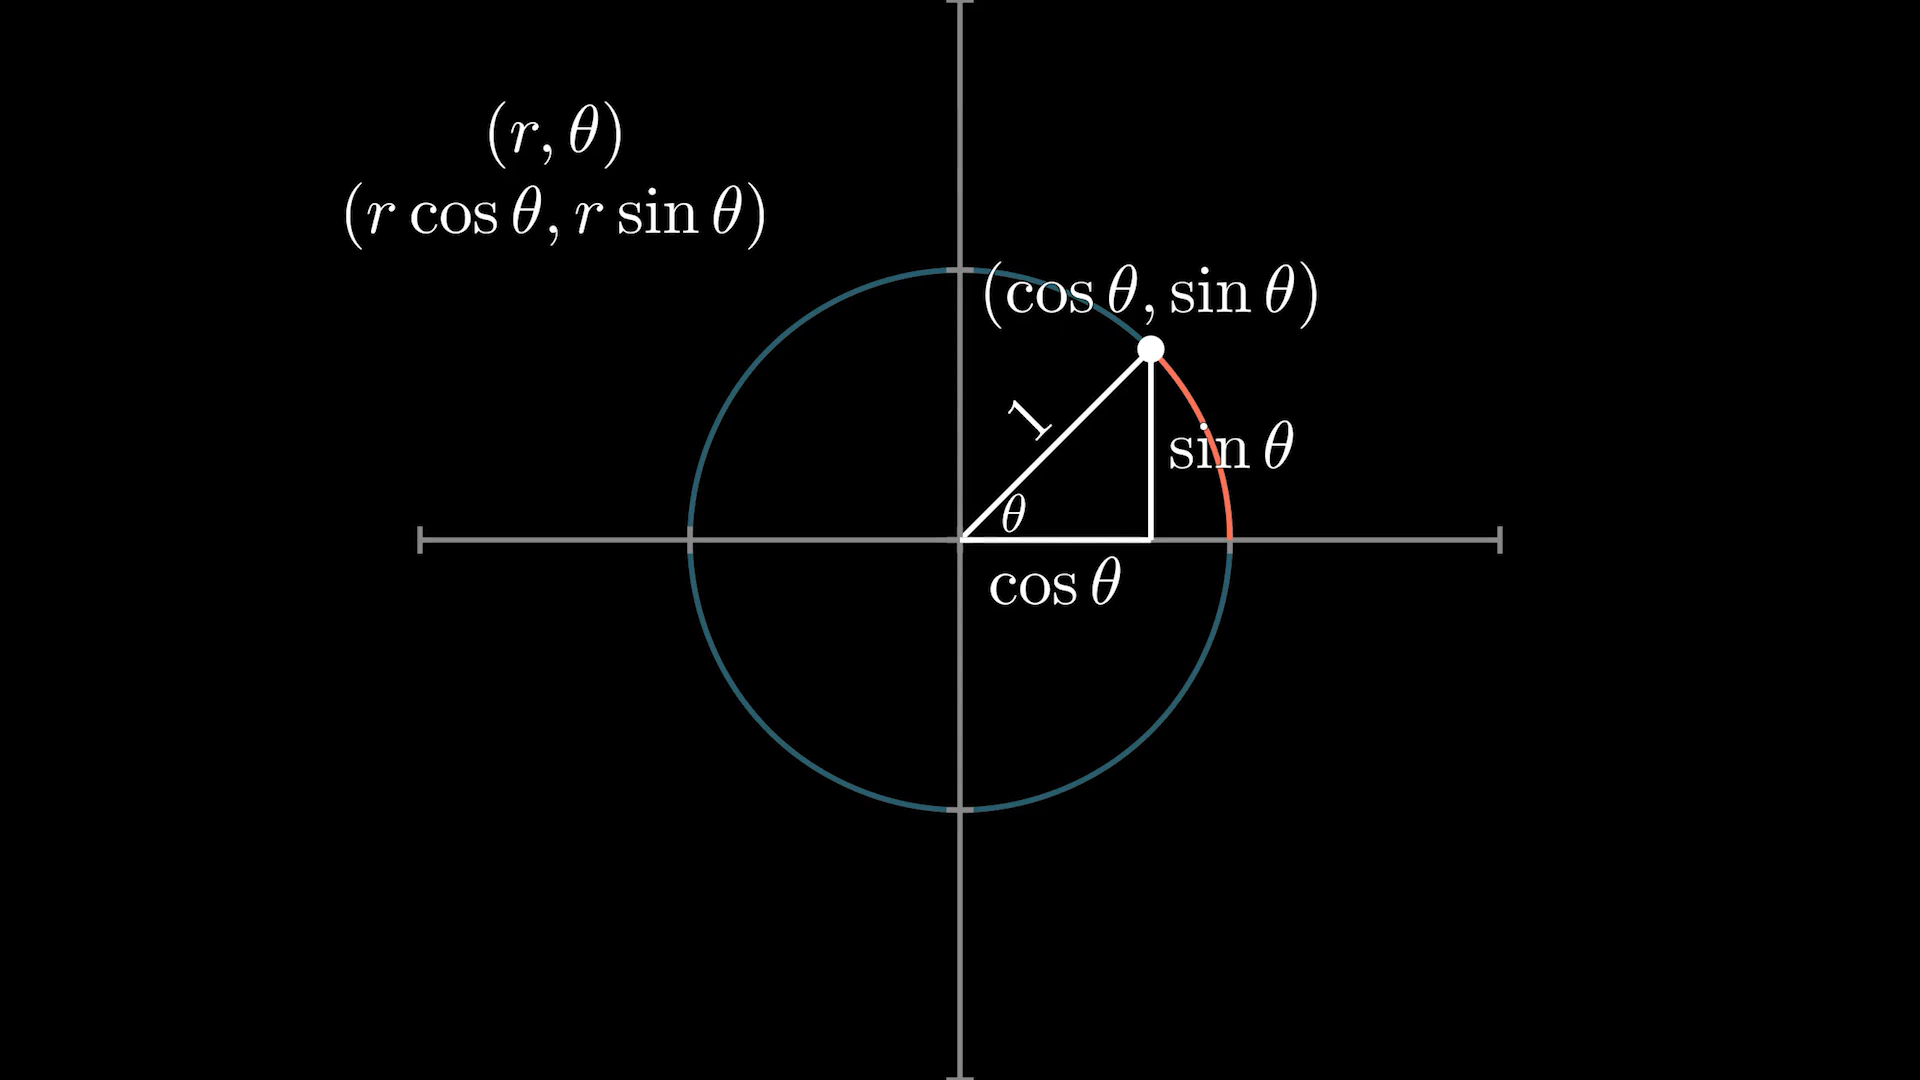 (r, θ)
(r cos θ, r sin θ)
(cos θ, sin θ)
1
sin θ
θ
cos θ